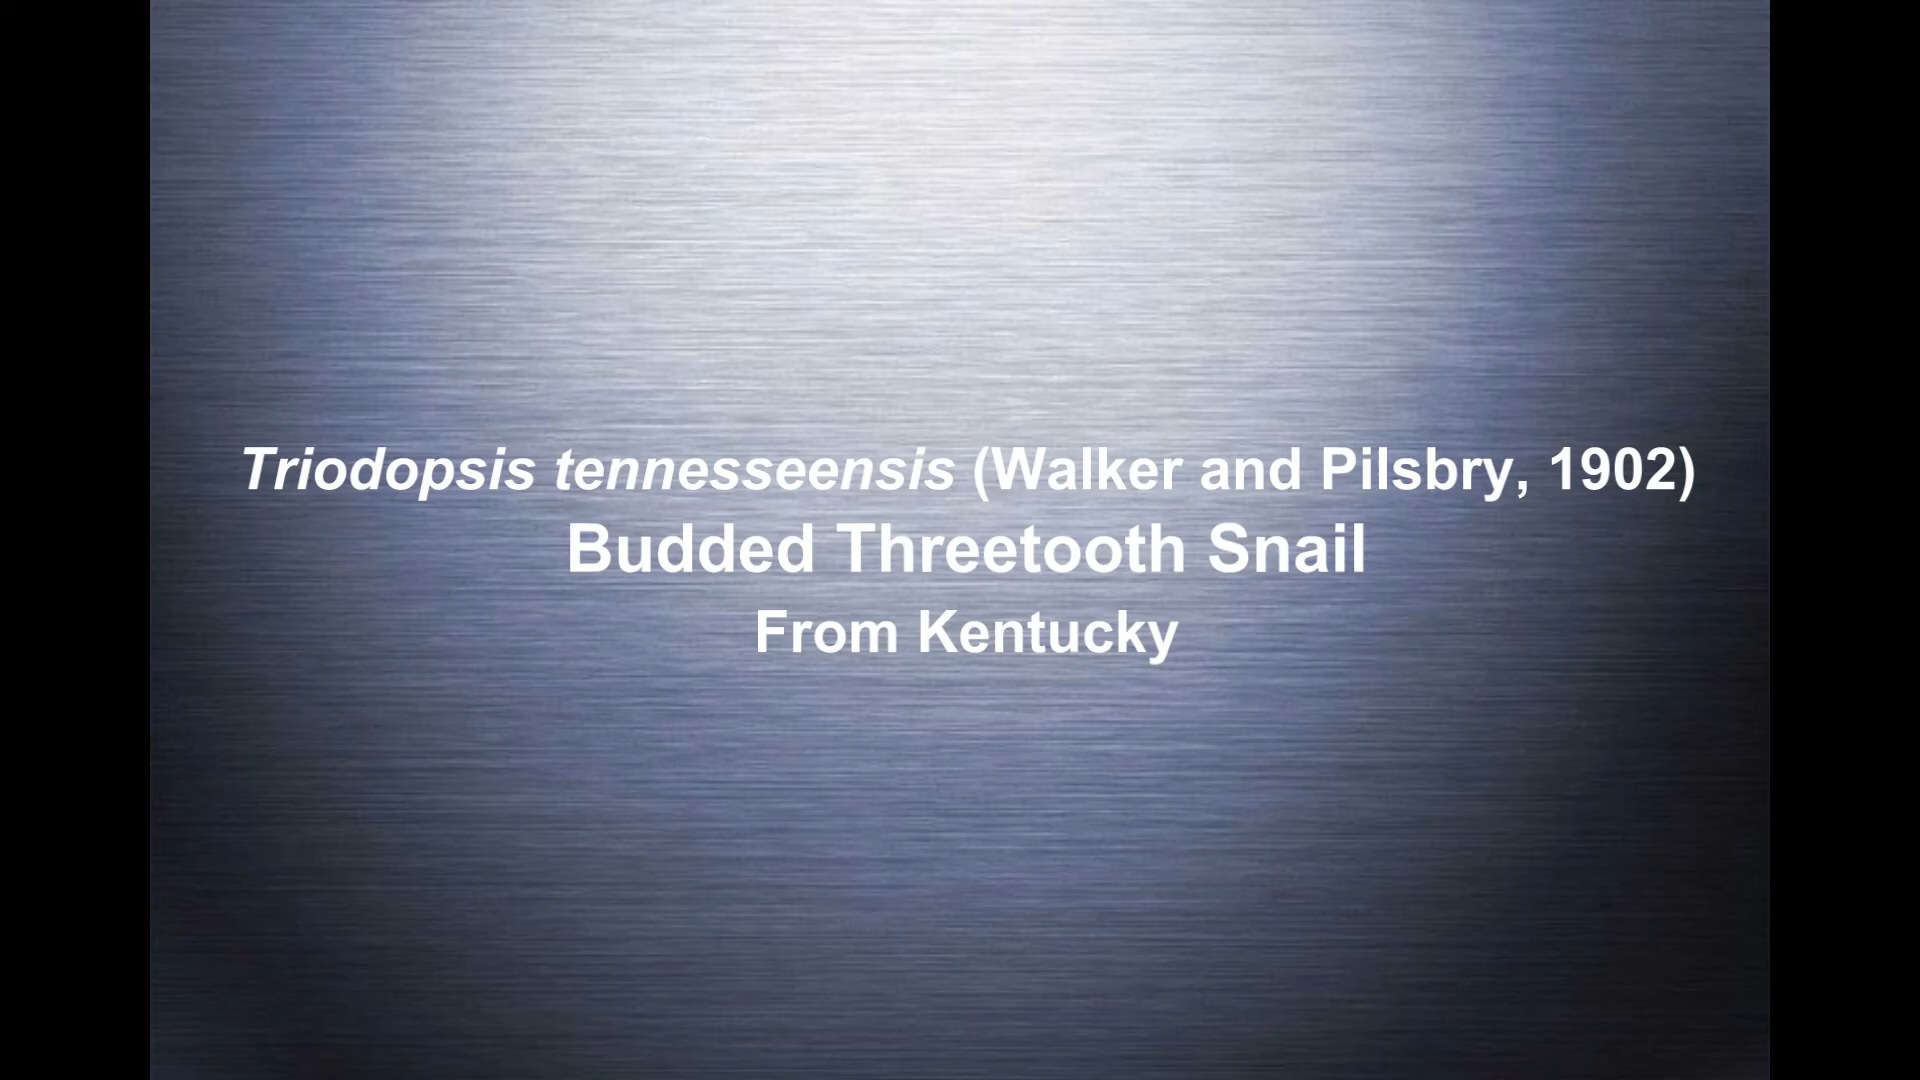 Triodopsis tennesseensis (Walker and Pilsbry, 1902)
Budded Threetooth Snail
From Kentucky